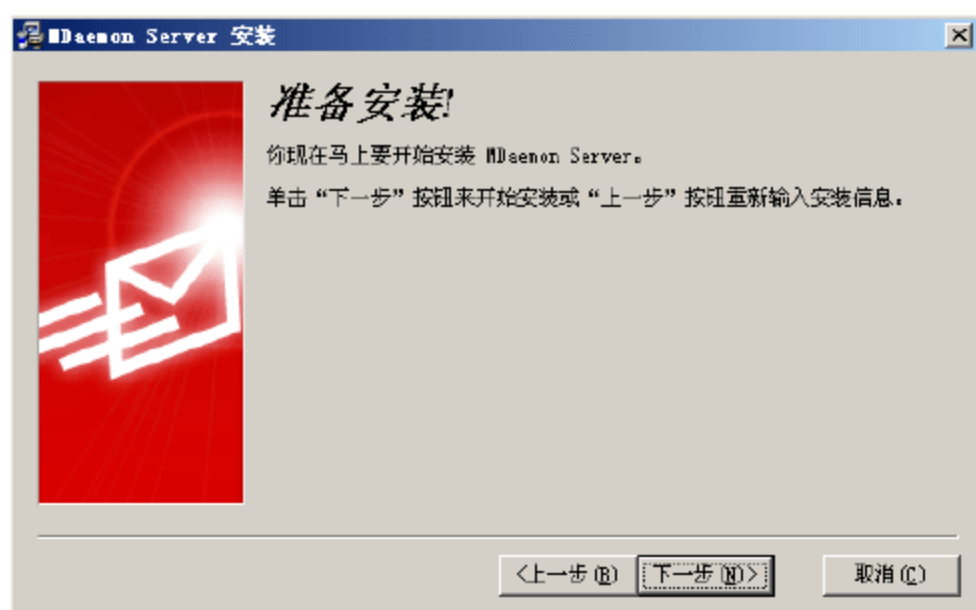 MDaemon Server 安装
准备安装!
你现在马上要开始安装 MDaemon Server。
单击“下一步”按钮来开始安装或“上一步”按钮重新输入安装信息。
<上一步(B) 下一步(N)> 取消(C)